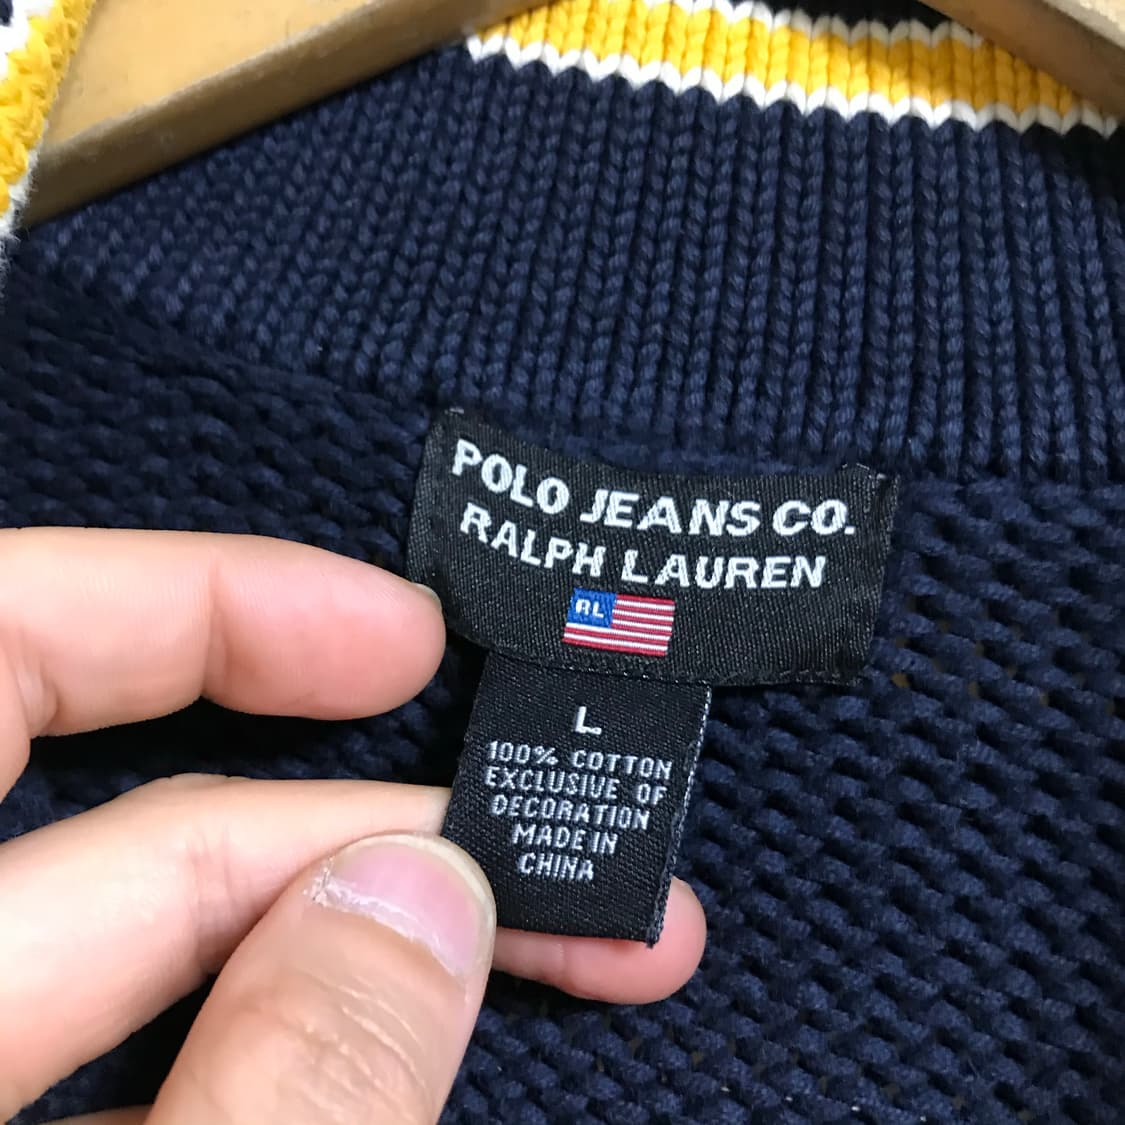 POLO JEANS CO.
RALPH LAUREN
RL
L
100% COTTON
EXCLUSIVE OF
DECORATION
MADE IN
CHINA